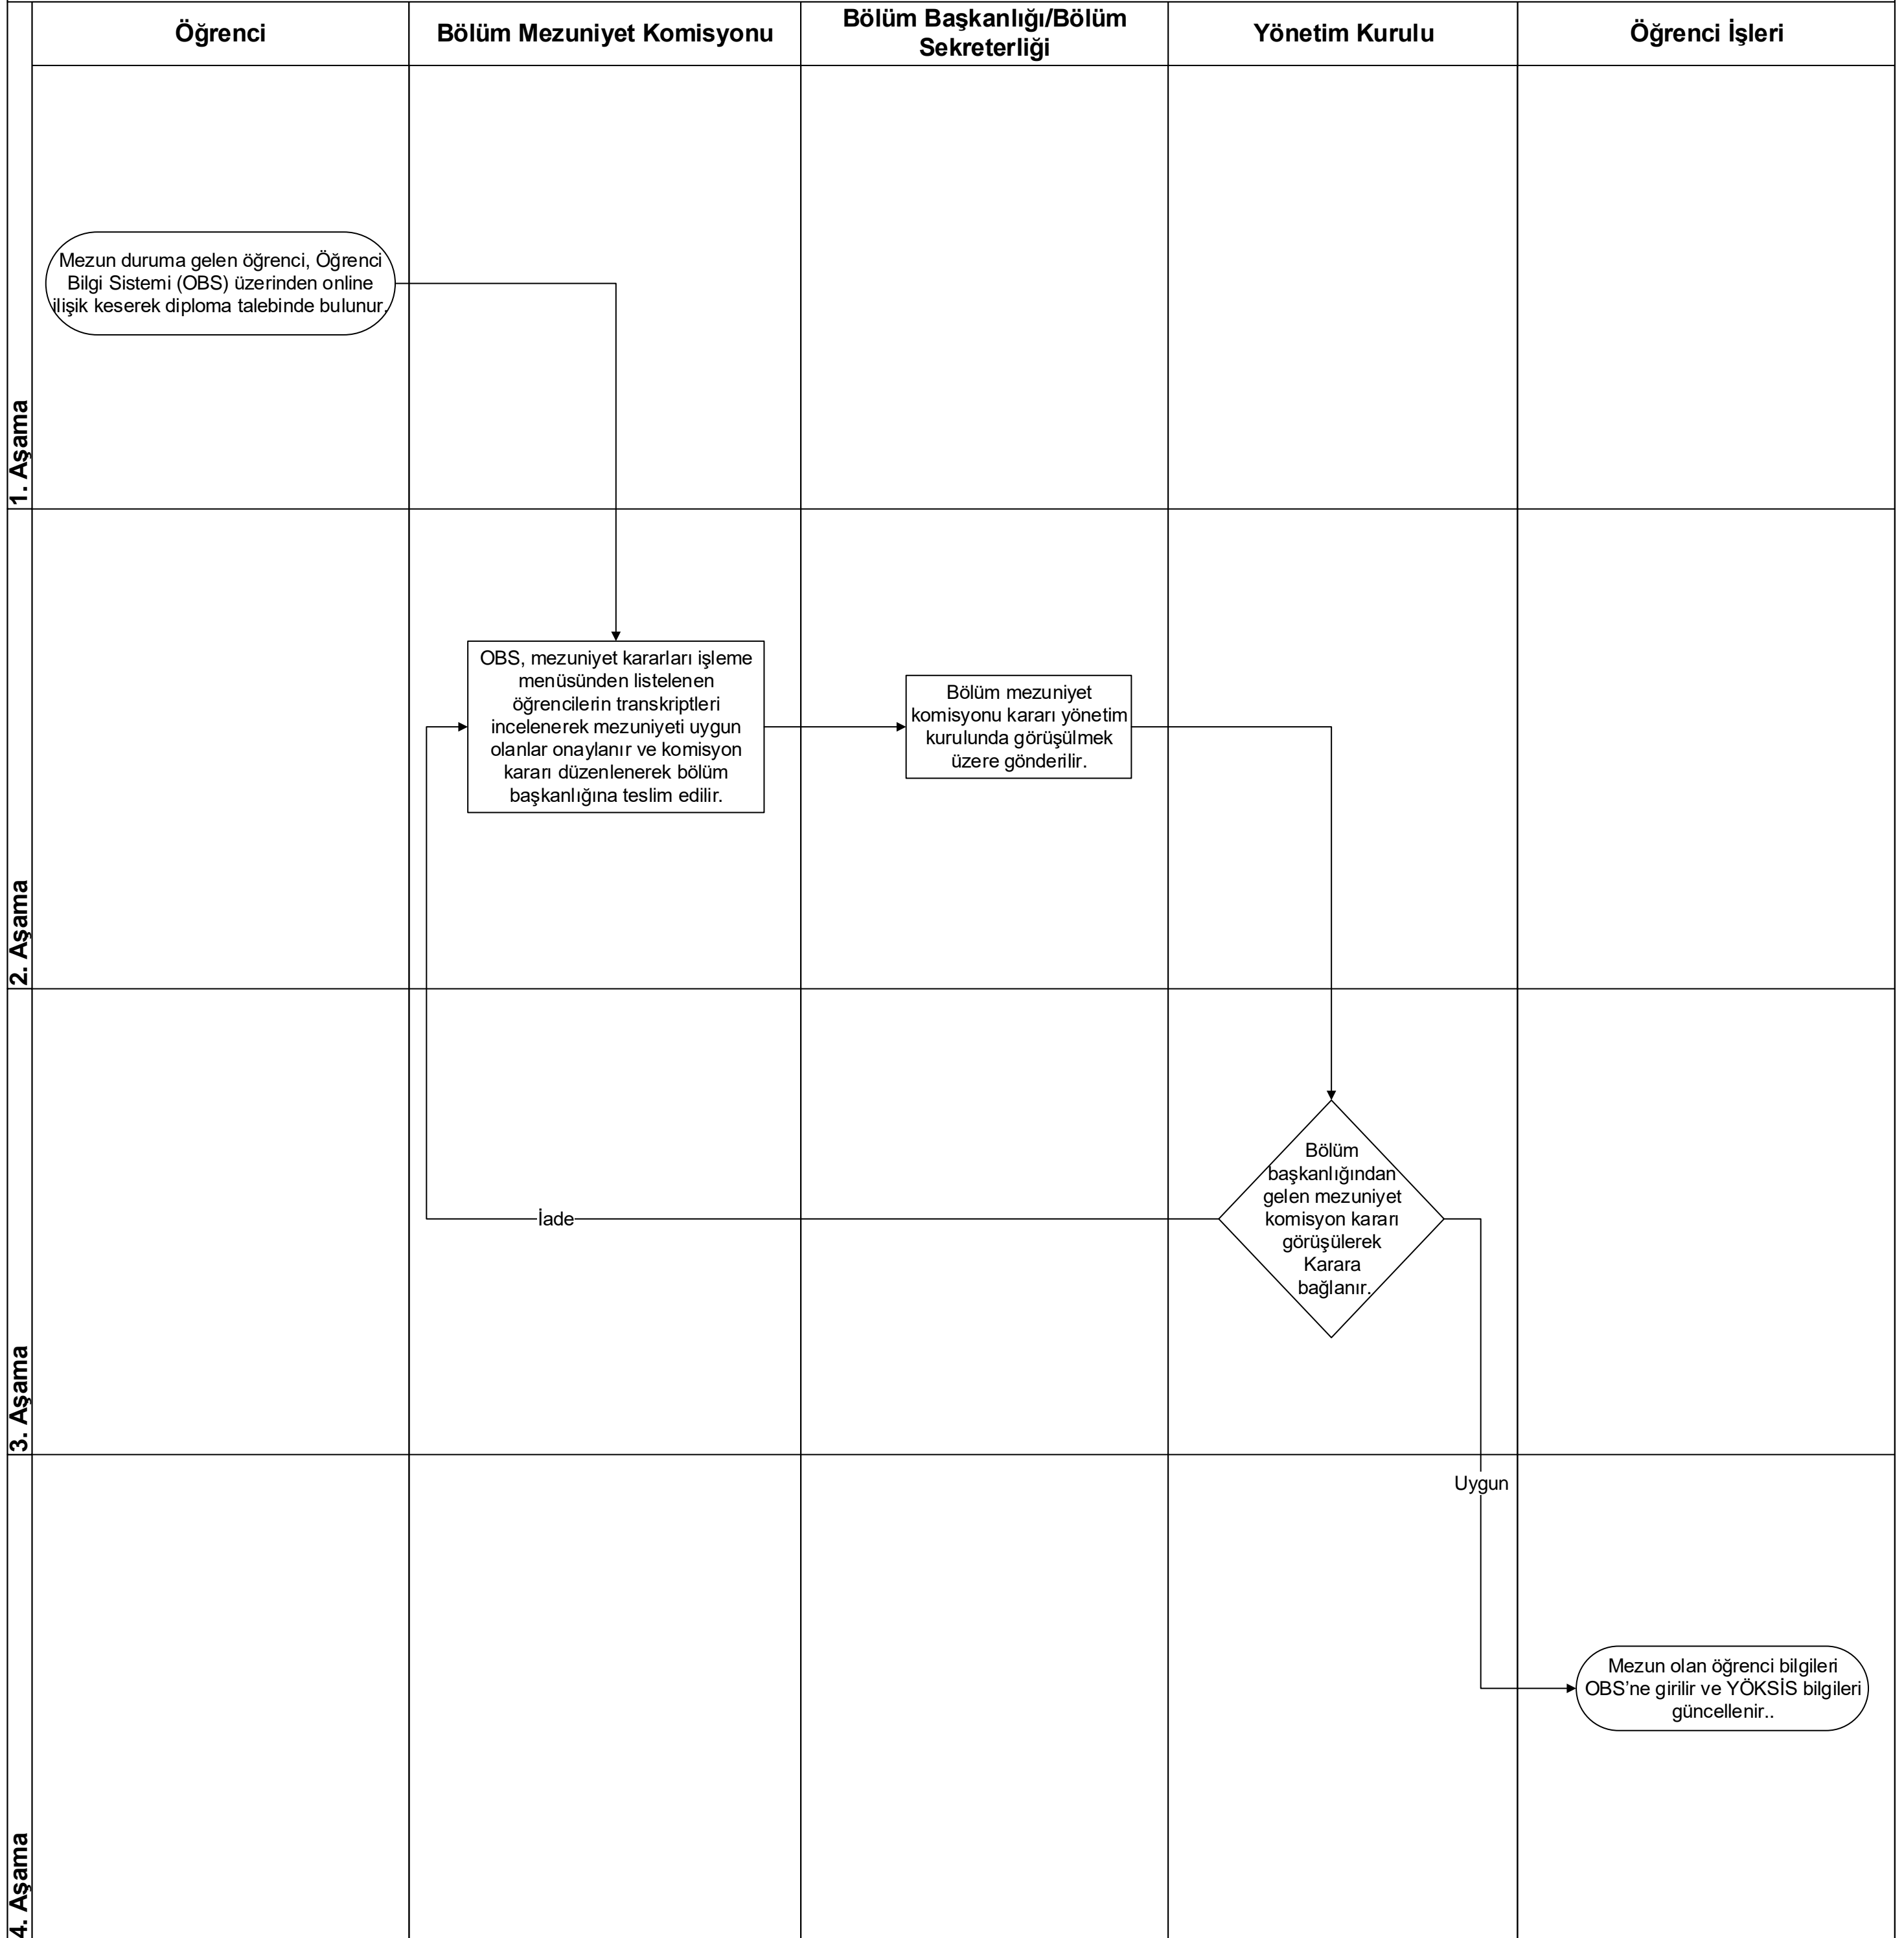 Öğrenci
Bölüm Mezuniyet Komisyonu
Bölüm Başkanlığı/Bölüm
Sekreterliği
Yönetim Kurulu
Öğrenci İşleri
1. Aşama
Mezun duruma gelen öğrenci, Öğrenci
Bilgi Sistemi (OBS) üzerinden online
ilişik keserek diploma talebinde bulunur.
2. Aşama
OBS, mezuniyet kararları işleme
menüsünden listelenen
öğrencilerin transkriptleri
incelenerek mezuniyeti uygun
olanlar onaylanır ve komisyon
kararı düzenlenerek bölüm
başkanlığına teslim edilir.
Bölüm mezuniyet
komisyonu kararı yönetim
kurulunda görüşülmek
üzere gönderilir.
3. Aşama
Bölüm
başkanlığından
gelen mezuniyet
komisyon kararı
görüşülerek
Karara
bağlanır.
İade
4. Aşama
Uygun
Mezun olan öğrenci bilgileri
OBS’ne girilir ve YÖKSİS bilgileri
güncellenir..